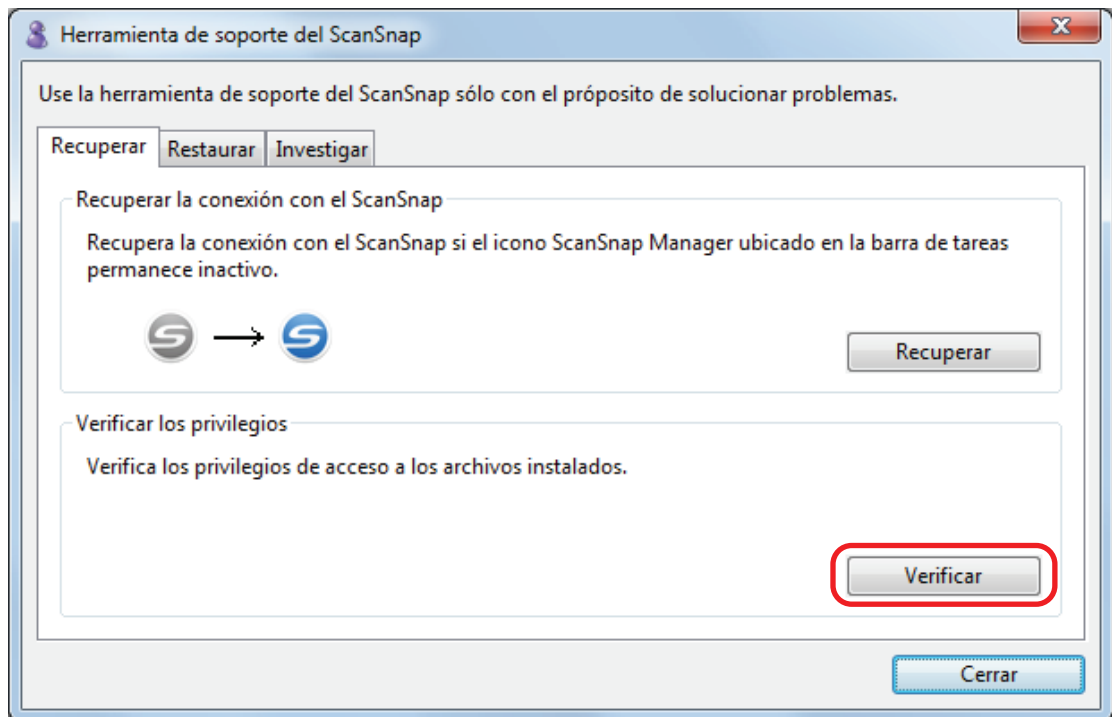 Herramienta de soporte del ScanSnap
Use la herramienta de soporte del ScanSnap sólo con el próposito de solucionar problemas.
Recuperar Restaurar Investigar
Recuperar la conexión con el ScanSnap
Recupera la conexión con el ScanSnap si el icono ScanSnap Manager ubicado en la barra de tareas
permanece inactivo.
Recuperar
Verificar los privilegios
Verifica los privilegios de acceso a los archivos instalados.
Verificar
Cerrar